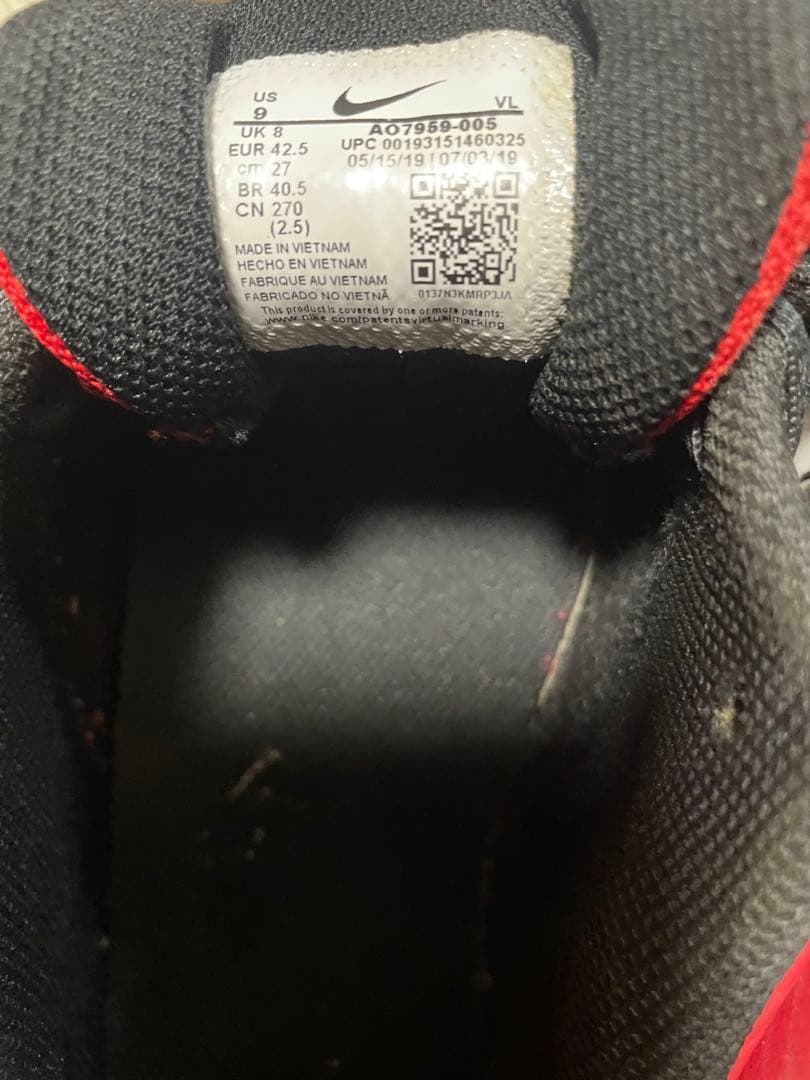 US
9
VL
UK 8
AO7959-005
EUR 42.5
UPC 00193151460325
cm 27
05/15/19 | 07/03/19
BR 40.5
CN 270
(2.5)
MADE IN VIETNAM
HECHO EN VIETNAM
FABRIQUE AU VIETNAM
FABRICADO NO VIETNÃ
0137N3KMRP3JA
This product is covered by one or more patents:
www.nike.com/patentsvirtualmarking